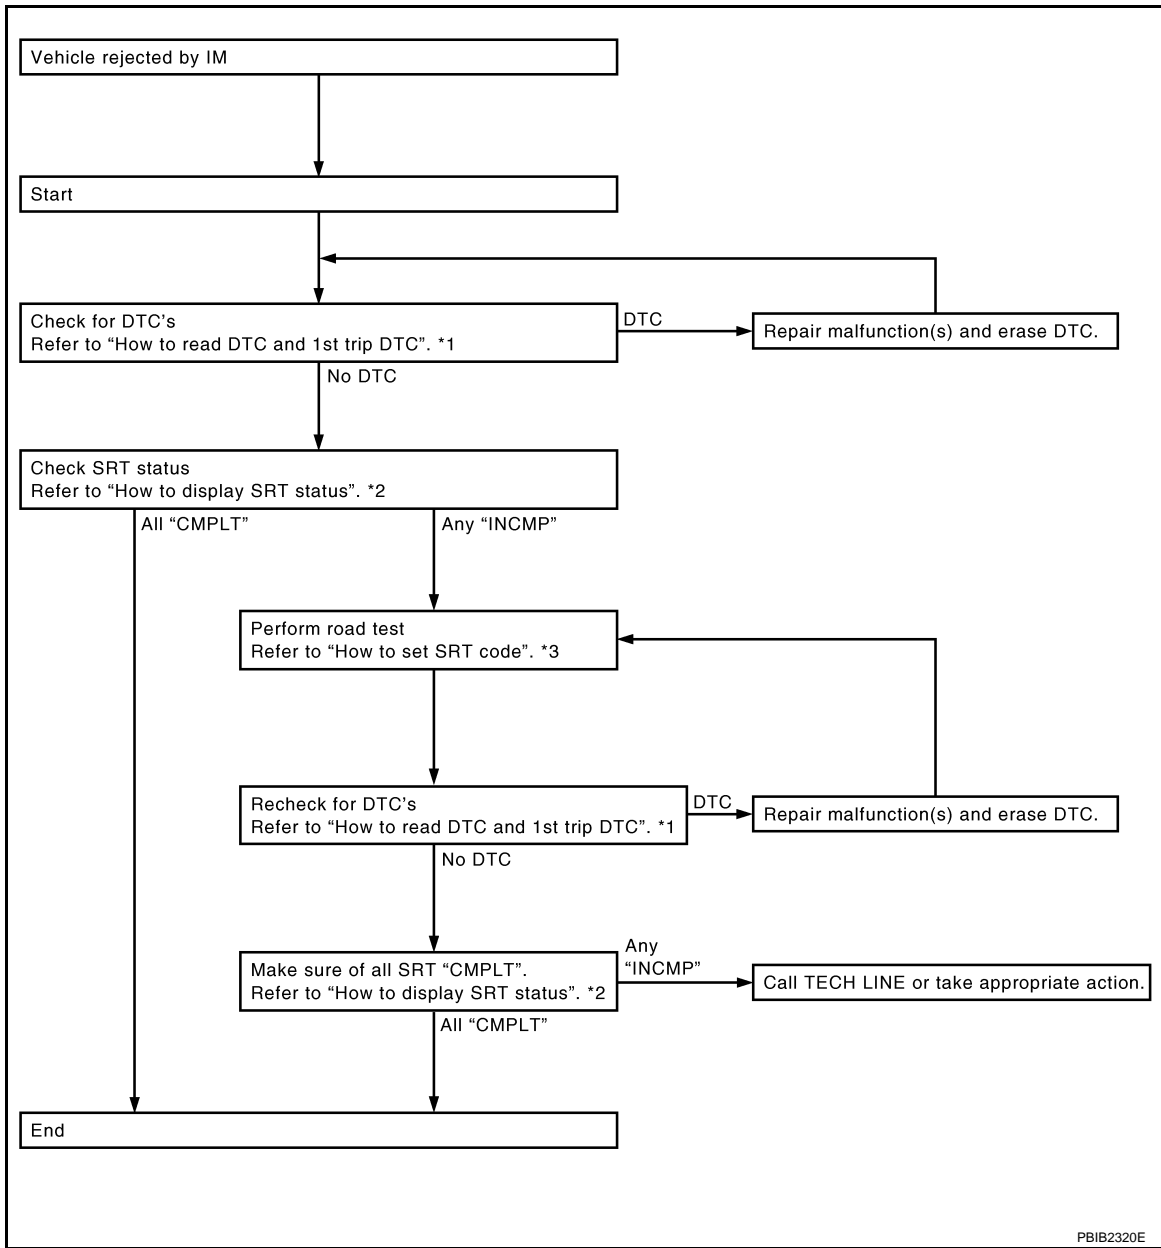 Vehicle rejected by IM
Start
Check for DTC's
Refer to “How to read DTC and 1st trip DTC”. *1
DTC
Repair malfunction(s) and erase DTC.
No DTC
Check SRT status
Refer to “How to display SRT status”. *2
All “CMPLT”
Any “INCMP”
Perform road test
Refer to “How to set SRT code”. *3
Recheck for DTC's
Refer to “How to read DTC and 1st trip DTC”. *1
DTC
Repair malfunction(s) and erase DTC.
No DTC
Make sure of all SRT “CMPLT”.
Refer to “How to display SRT status”. *2
Any
“INCMP”
Call TECH LINE or take appropriate action.
All “CMPLT”
End
PBIB2320E